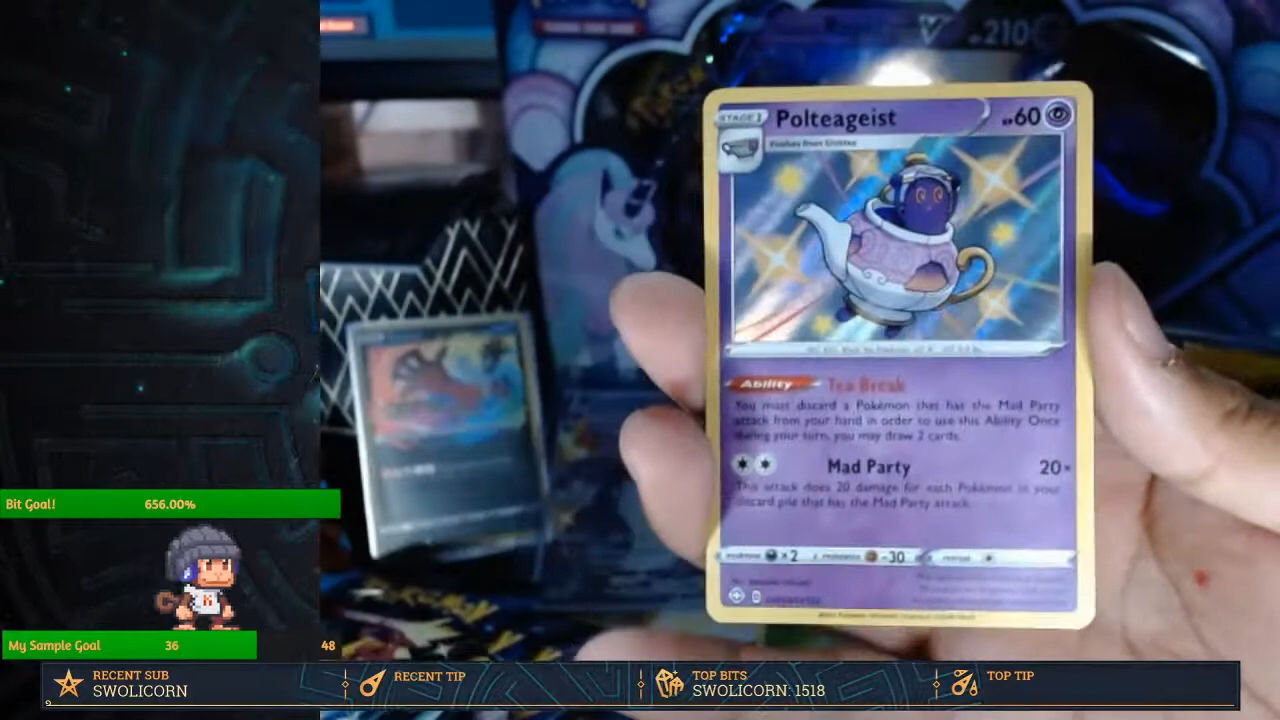 V 210
STAGE 1
Polteageist
60
Evolves from Sinistea
Ability
Tea Break
You must discard a Pokémon that has the Mad Party
attack from your hand in order to use this Ability. Once
during your turn, you may draw 2 cards.
Mad Party
20×
This attack does 20 damage for each Pokémon in your
discard pile that has the Mad Party attack.
×2
-30
Bit Goal!
656.00%
My Sample Goal
36
48
RECENT SUB
SWOLICORN
RECENT TIP
TOP BITS
SWOLICORN: 1518
TOP TIP